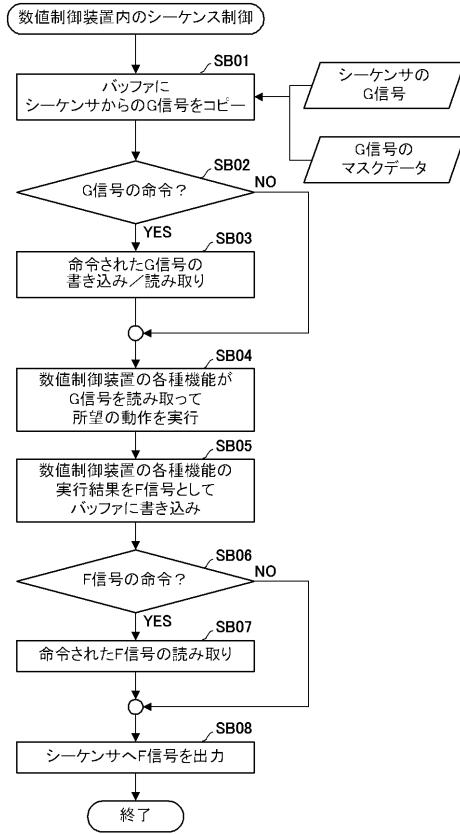 数値制御装置内のシーケンス制御
SB01
バッファに
シーケンサからのG信号をコピー
シーケンサの
G信号
G信号の
マスクデータ
SB02
G信号の命令？
NO
YES
SB03
命令されたG信号の
書き込み／読み取り
SB04
数値制御装置の各種機能が
G信号を読み取って
所望の動作を実行
SB05
数値制御装置の各種機能の
実行結果をF信号として
バッファに書き込み
SB06
F信号の命令？
NO
YES
SB07
命令されたF信号の読み取り
SB08
シーケンサへF信号を出力
終了